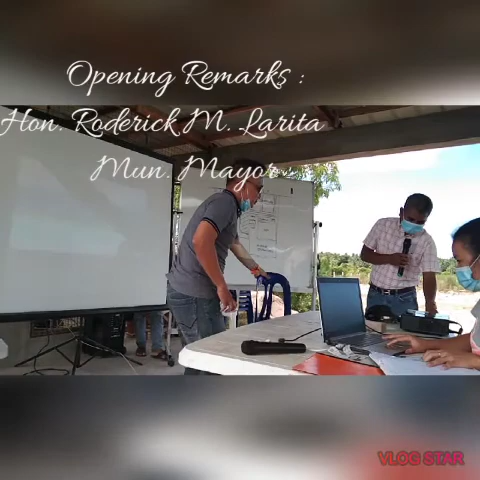 Opening Remarks :
Hon. Roderick M. Larita
Mun. Mayor
VLOG STAR